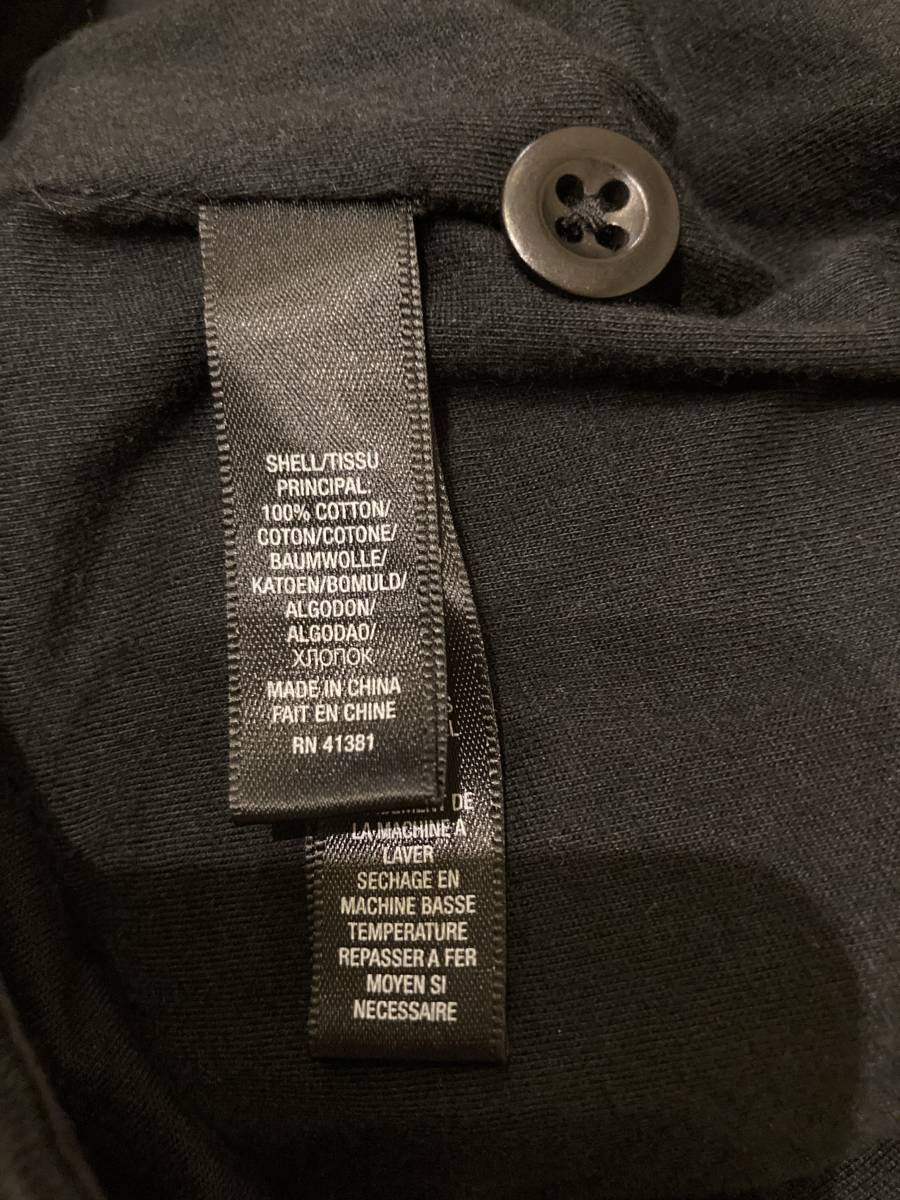 SHELL/TISSU
PRINCIPAL
100% COTTON/
COTON/COTONE/
BAUMWOLLE/
KATOEN/BOMULD/
ALGODON/
ALGODAO/
ХЛОПОК
MADE IN CHINA
FAIT EN CHINE
RN 41381
DE
LA MACHINE À
LAVER
SECHAGE EN
MACHINE BASSE
TEMPERATURE
REPASSER A FER
MOYEN SI
NECESSAIRE